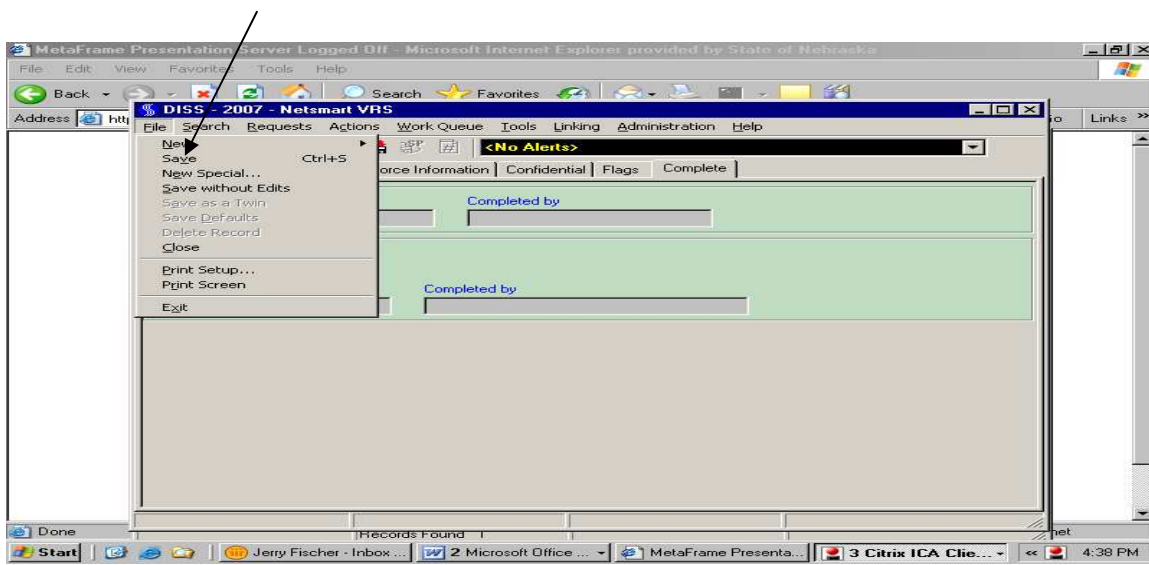 MetaFrame Presentation Server Logged Off - Microsoft Internet Explorer provided by State of Nebraska
File Edit View Favorites Tools Help
Back Search Favorites
Address htt Links »
DISS - 2007 - Netsmart VRS
File Search Requests Actions Work Queue Tools Linking Administration Help
<No Alerts>
orce Information Confidential Flags Complete
New
Save Ctrl+S
New Special...
Save without Edits
Save as a Twin
Save Defaults
Delete Record
Close
Print Setup...
Print Screen
Exit
Completed by
Completed by
Done Records Found 1 net
Start Jerry Fischer - Inbox ... 2 Microsoft Office ... MetaFrame Presenta... 3 Citrix ICA Clie... « 4:38 PM